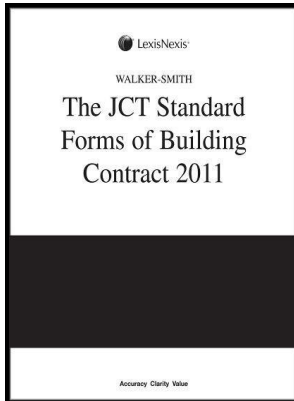 LexisNexis
WALKER-SMITH
The JCT Standard
Forms of Building
Contract 2011
Accuracy Clarity Value